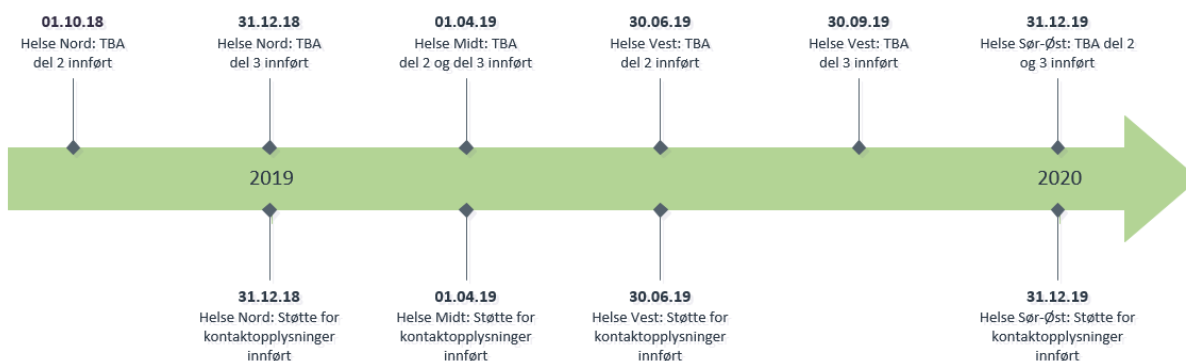 01.10.18
Helse Nord: TBA
del 2 innført
31.12.18
Helse Nord: TBA
del 3 innført
01.04.19
Helse Midt: TBA
del 2 og del 3 innført
30.06.19
Helse Vest: TBA
del 2 innført
30.09.19
Helse Vest: TBA
del 3 innført
31.12.19
Helse Sør-Øst: TBA del 2
og 3 innført
2019
2020
31.12.18
Helse Nord: Støtte for
kontaktopplysninger
innført
01.04.19
Helse Midt: Støtte for
kontaktopplysninger
innført
30.06.19
Helse Vest: Støtte for
kontaktopplysninger
innført
31.12.19
Helse Sør-Øst: Støtte for
kontaktopplysninger
innført